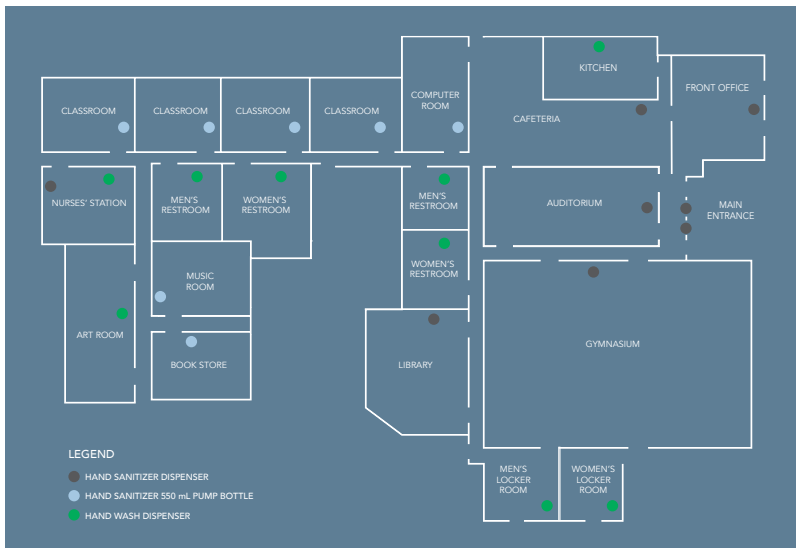 KITCHEN
FRONT OFFICE
COMPUTER
ROOM
CLASSROOM
CLASSROOM
CLASSROOM
CLASSROOM
CAFETERIA
NURSES' STATION
MEN'S
RESTROOM
WOMEN'S
RESTROOM
MEN'S
RESTROOM
AUDITORIUM
MAIN
ENTRANCE
WOMEN'S
RESTROOM
MUSIC
ROOM
ART ROOM
BOOK STORE
LIBRARY
GYMNASIUM
MEN'S
LOCKER
ROOM
WOMEN'S
LOCKER
ROOM
LEGEND
HAND SANITIZER DISPENSER
HAND SANITIZER 550 mL PUMP BOTTLE
HAND WASH DISPENSER